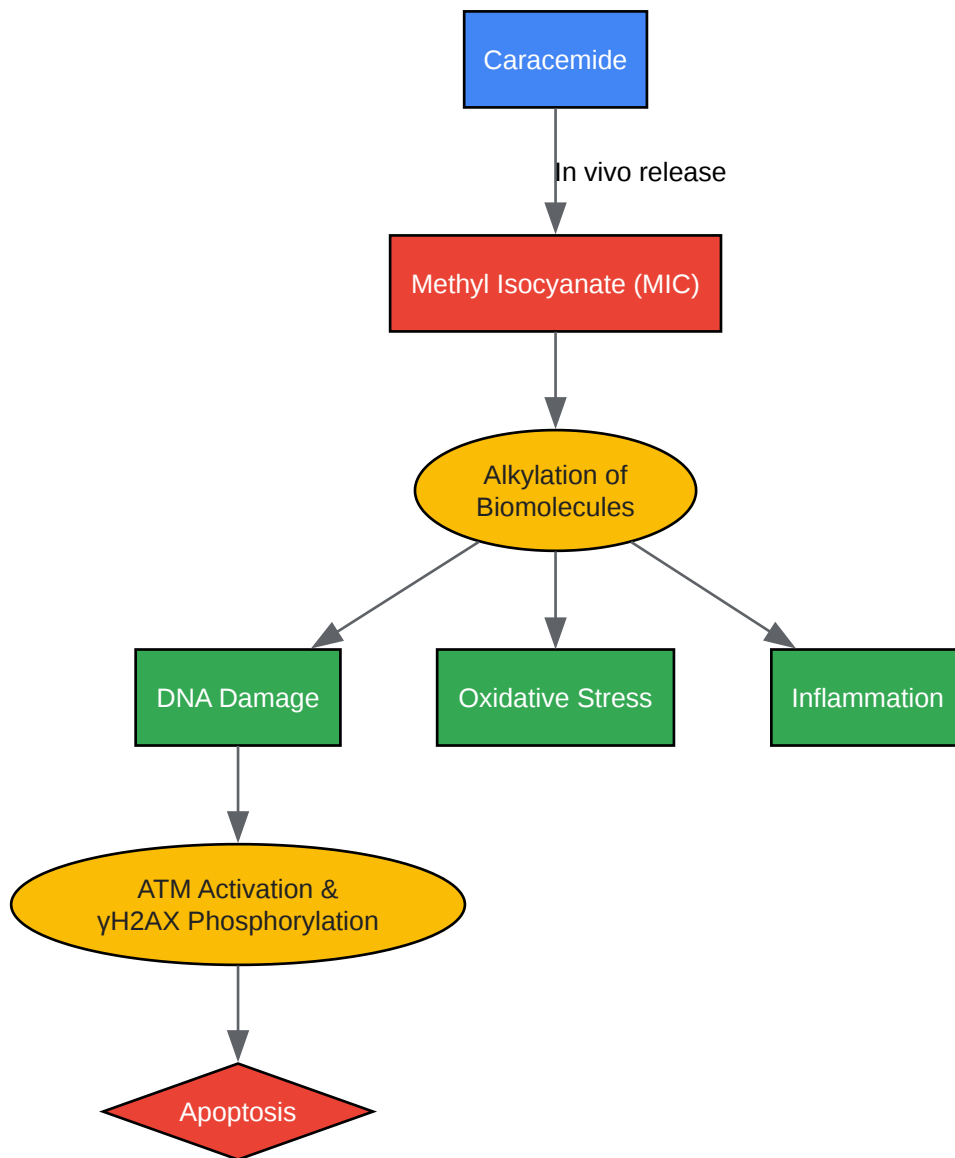 Caracemide
In vivo release
Methyl Isocyanate (MIC)
Alkylation of
Biomolecules
DNA Damage
Oxidative Stress
Inflammation
ATM Activation &
γH2AX Phosphorylation
Apoptosis